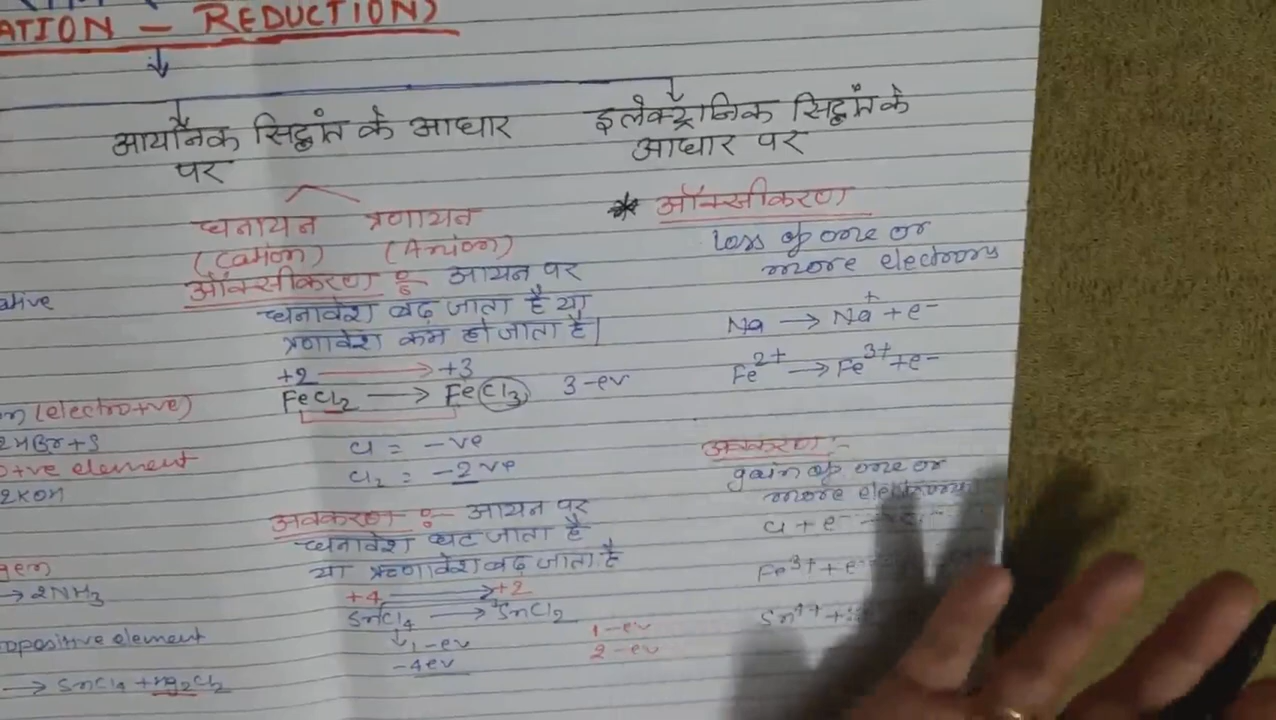 ATION – REDUCTION)
आयनिक सिद्धांत के आधार
पर
धनायन ऋणायन
(Cation) (Anion)
ऑक्सीकरण :- आयन पर
धनावेश बढ़ जाता है या
ऋणावेश कम हो जाता है।
+2 ⟶ +3
FeCl2 ⟶ FeCl3 3-ev
Cl = -ve
Cl2 = -2ve
अवकरण :- आयन पर
धनावेश घट जाता है
या ऋणावेश बढ़ जाता है
+4 ⟶ +2
SnCl4 ⟶ SnCl2
↓1-ev
-4ev
1-ev
2-ev
इलेक्ट्रॉनिक सिद्धांत के
आधार पर
* ऑक्सीकरण
loss of one or
more electrons
Na ⟶ Na+ + e-
Fe2+ ⟶ Fe3+ + e-
अवकरण :-
gain of one or
more electrons
Cl + e-
Fe3+ + e-
ative
(electro+ve)
2HBr + S
+ve element
2KOH
gen
→ 2NH3
opositive element
⟶ SnCl4 + Hg2Cl2